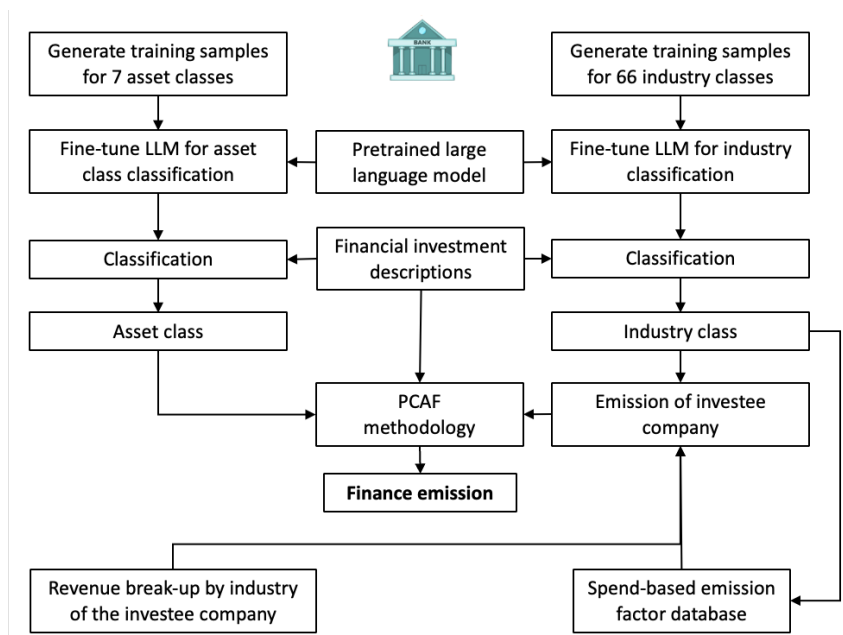 Generate training samples
for 7 asset classes
BANK
Generate training samples
for 66 industry classes
Fine-tune LLM for asset
class classification
Pretrained large
language model
Fine-tune LLM for industry
classification
Classification
Financial investment
descriptions
Classification
Asset class
Industry class
PCAF
methodology
Emission of investee
company
Finance emission
Revenue break-up by industry
of the investee company
Spend-based emission
factor database